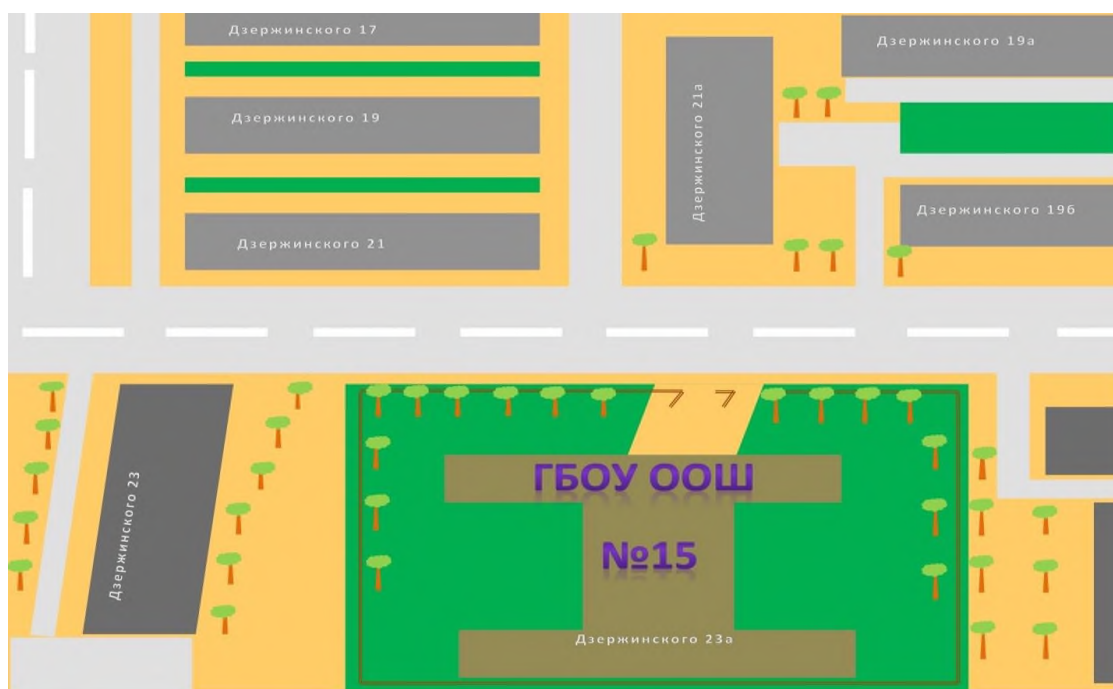 Дзержинского 17
Дзержинского 19а
Дзержинского 21а
Дзержинского 19
Дзержинского 19б
Дзержинского 21
Дзержинского 23
ГБОУ ООШ
№15
Дзержинского 23а